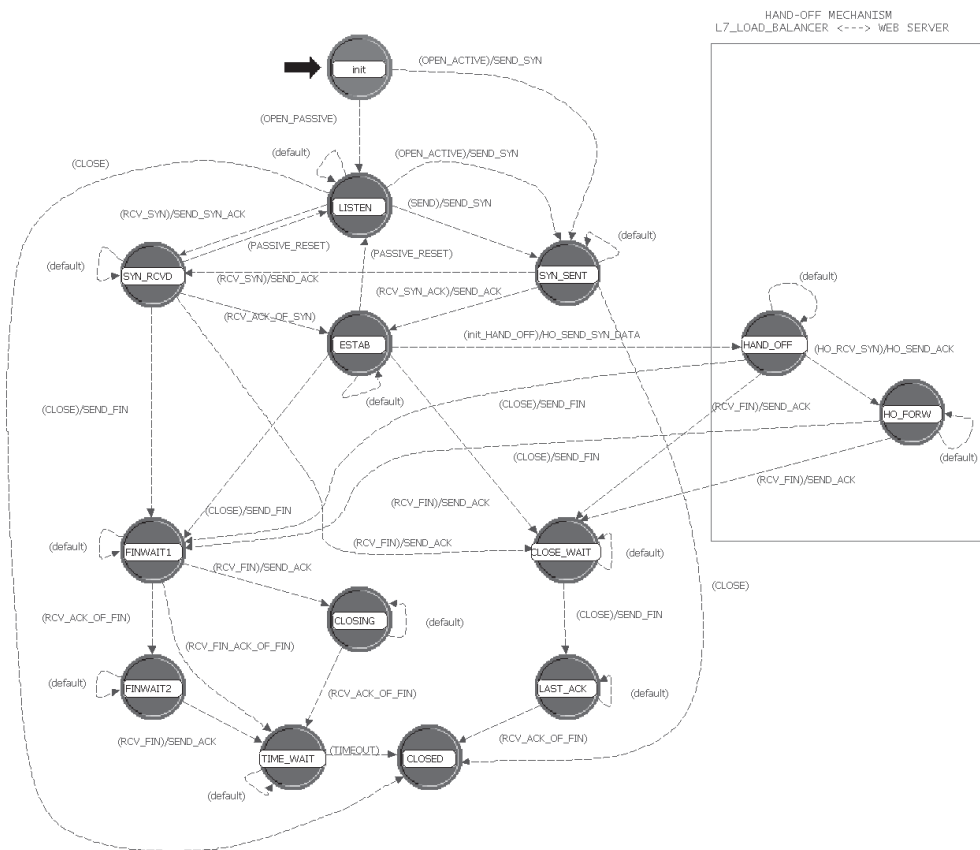 HAND-OFF MECHANISM
L7_LOAD_BALANCER <---> WEB SERVER
init
(OPEN_ACTIVE)/SEND_SYN
(OPEN_PASSIVE)
(CLOSE)
(default)
(OPEN_ACTIVE)/SEND_SYN
LISTEN
(SEND)/SEND_SYN
(RCV_SYN)/SEND_SYN_ACK
(default)
(PASSIVE_RESET)
(PASSIVE_RESET)
(default)
SYN_RCVD
(RCV_SYN)/SEND_ACK
SYN_SENT
(default)
(RCV_SYN_ACK)/SEND_ACK
(RCV_ACK_OF_SYN)
(init_HAND_OFF)/HO_SEND_SYN_DATA
ESTAB
HAND_OFF
(HO_RCV_SYN)/HO_SEND_ACK
(default)
(CLOSE)/SEND_FIN
(CLOSE)/SEND_FIN
(RCV_FIN)/SEND_ACK
HO_FORW
(CLOSE)/SEND_FIN
(default)
(RCV_FIN)/SEND_ACK
(RCV_FIN)/SEND_ACK
(CLOSE)/SEND_FIN
(default)
FINWAIT1
(RCV_FIN)/SEND_ACK
CLOSE_WAIT
(default)
(RCV_FIN)/SEND_ACK
(CLOSE)
(RCV_ACK_OF_FIN)
CLOSING
(default)
(CLOSE)/SEND_FIN
(RCV_FIN_ACK_OF_FIN)
(default)
FINWAIT2
(RCV_ACK_OF_FIN)
LAST_ACK
(default)
(RCV_FIN)/SEND_ACK
(RCV_ACK_OF_FIN)
TIME_WAIT
(TIMEOUT)
CLOSED
(default)